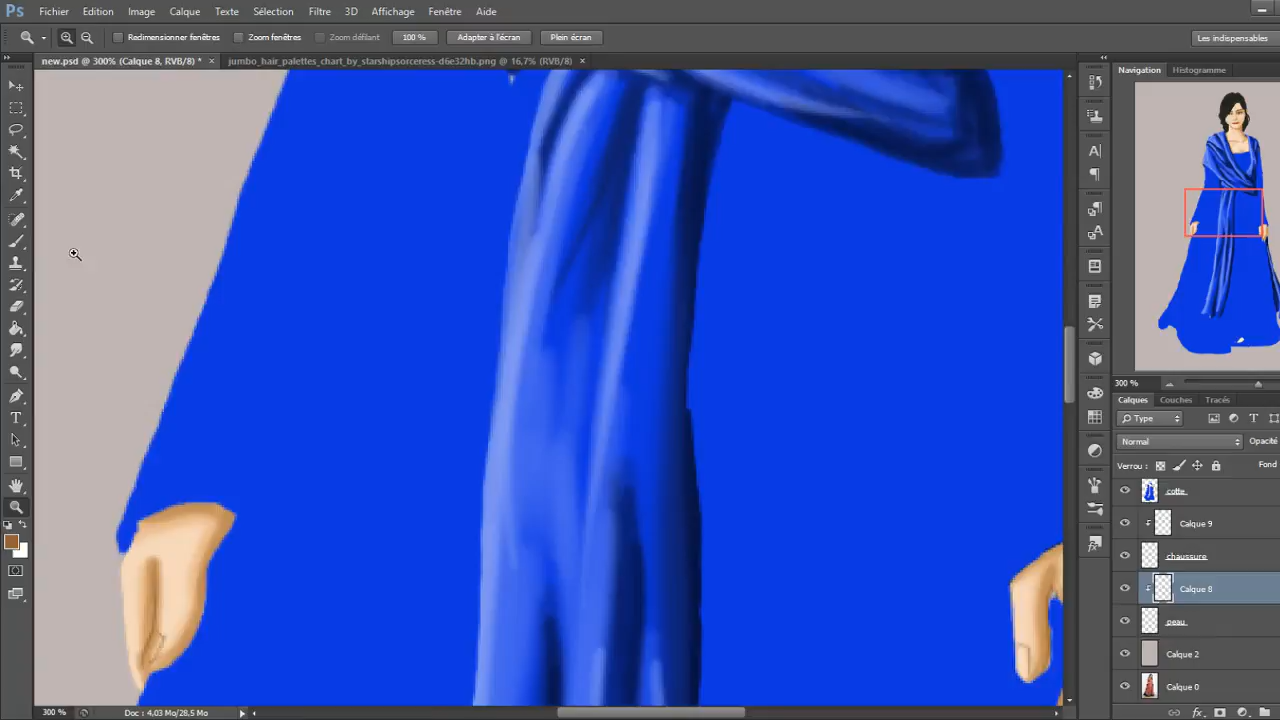 Ps Fichier Edition Image Calque Texte Sélection Filtre 3D Affichage Fenêtre Aide
Redimensionner fenêtres Zoom fenêtres Zoom défilant 100 % Adapter à l'écran Plein écran Les indispensables
new.psd @ 300% (Calque 8, RVB/8) * × jumbo_hair_palettes_chart_by_starshipsorceress-d6e32hb.png @ 16,7% (RVB/8) ×
Navigation Histogramme
300 %
Calques Couches Tracés
Type
Normal Opacité
Verrou : Fond
cotte
Calque 9
chaussure
Calque 8
peau
Calque 2
Calque 0
300 % Doc : 4,03 Mo/28,5 Mo